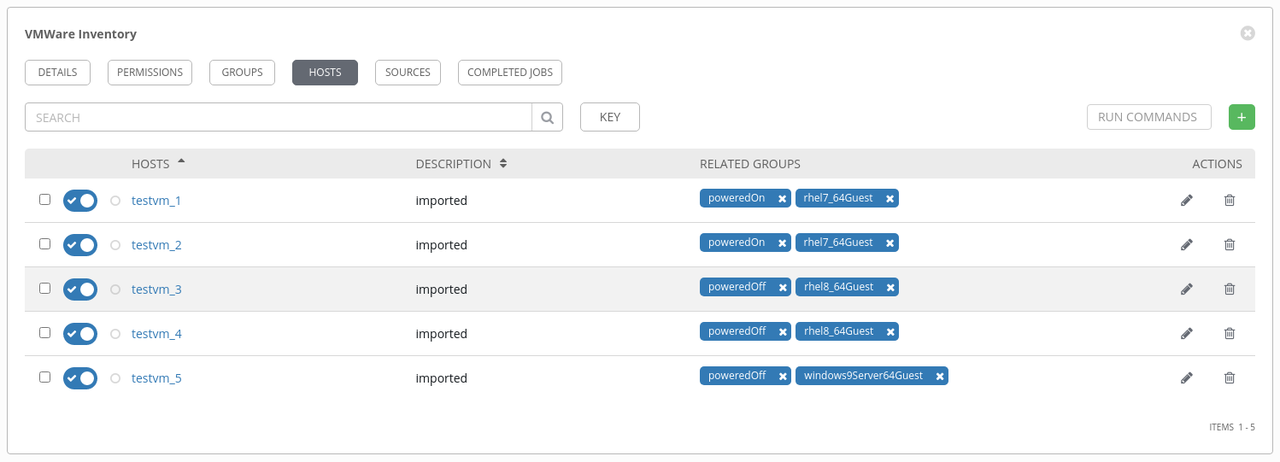 VMWare Inventory
DETAILS PERMISSIONS GROUPS HOSTS SOURCES COMPLETED JOBS
SEARCH KEY RUN COMMANDS +
HOSTS DESCRIPTION RELATED GROUPS ACTIONS
testvm_1 imported poweredOn rhel7_64Guest
testvm_2 imported poweredOn rhel7_64Guest
testvm_3 imported poweredOff rhel8_64Guest
testvm_4 imported poweredOff rhel8_64Guest
testvm_5 imported poweredOff windows9Server64Guest
ITEMS 1 - 5